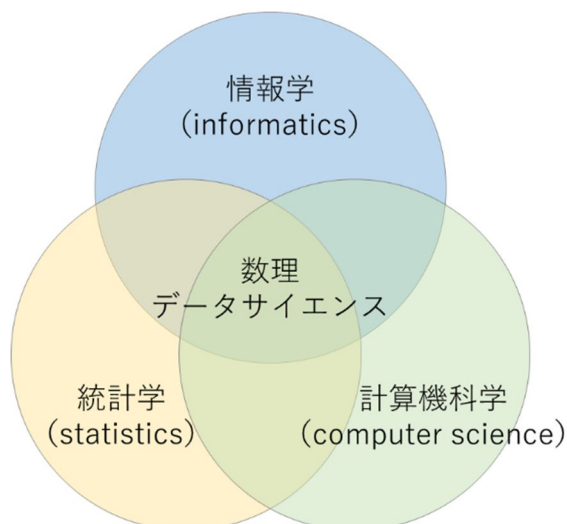 情報学
（informatics）
数理
データサイエンス
統計学
（statistics）
計算機科学
（computer science）